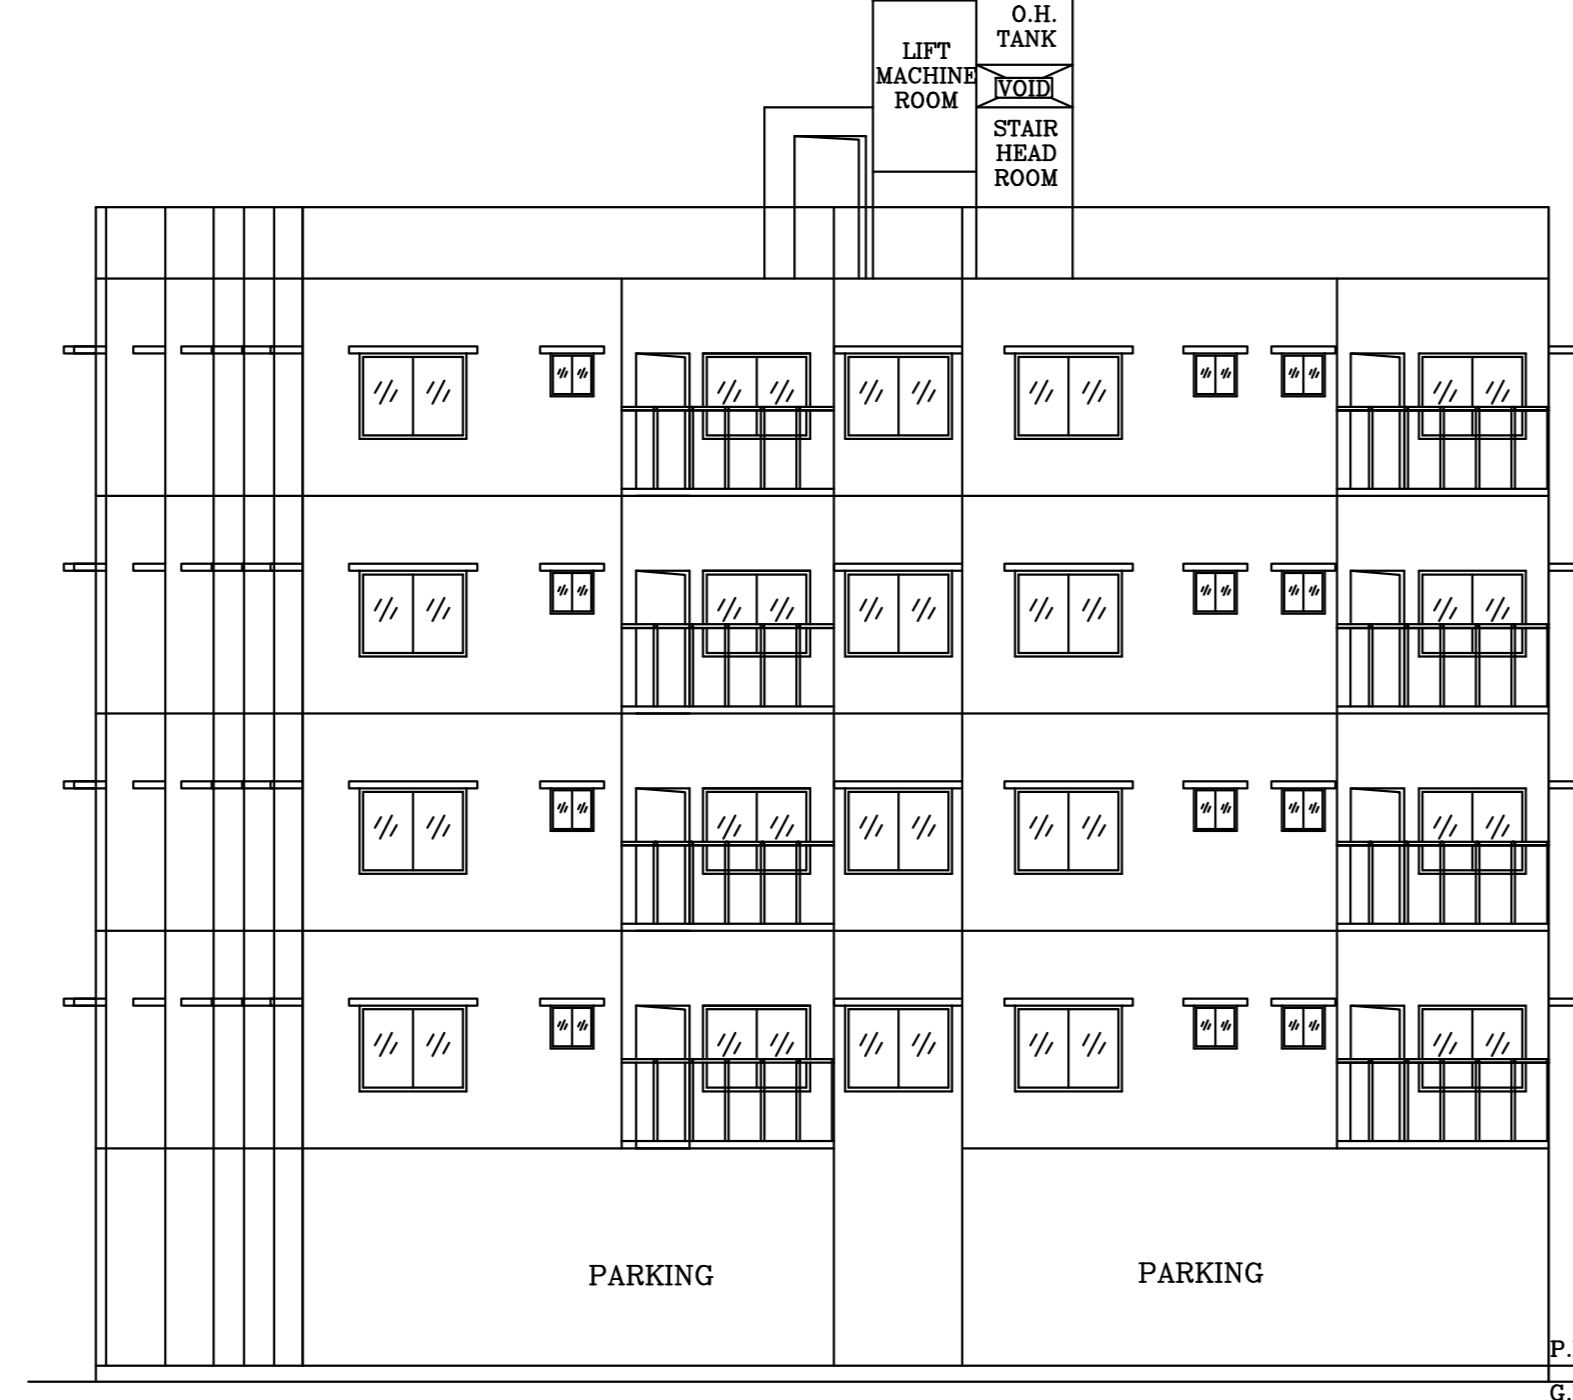 O.H.
TANK
LIFT
MACHINE
ROOM
VOID
STAIR
HEAD
ROOM
PARKING
PARKING
P.
G.